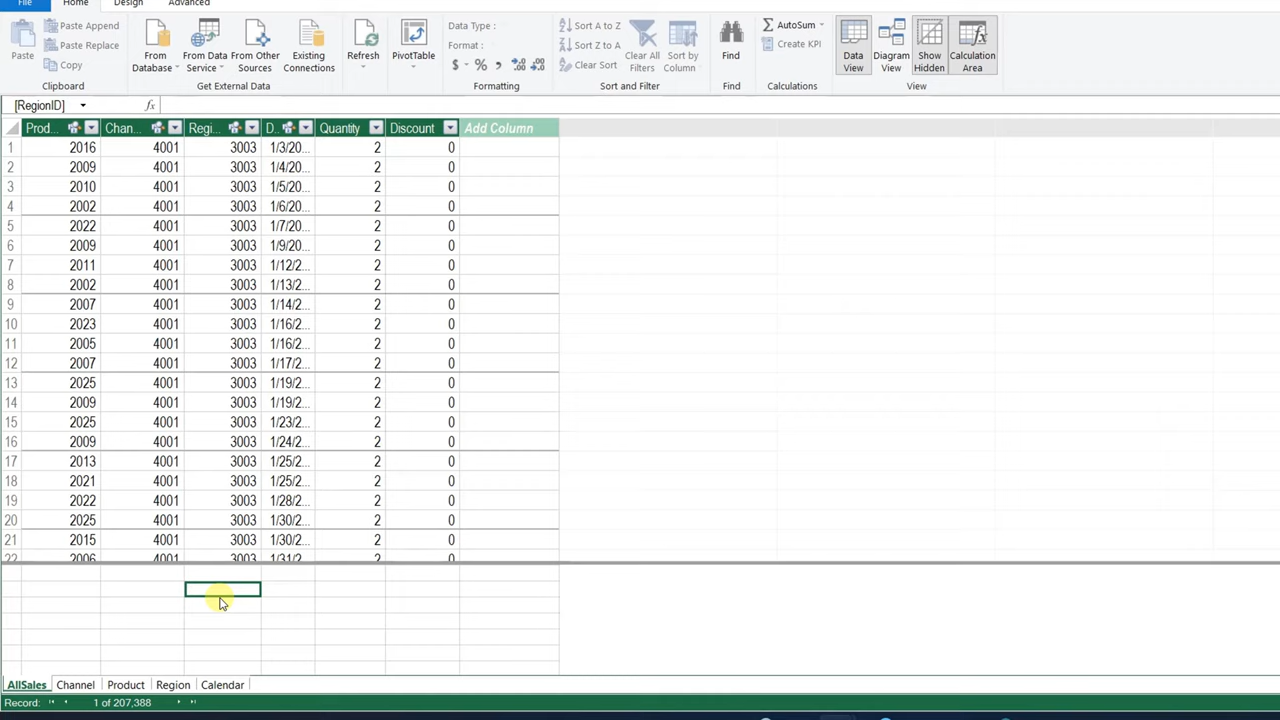 File Home Design Advanced
Paste
Paste Append
Paste Replace
Copy
Clipboard
From Database
From Data Service
From Other Sources
Existing Connections
Get External Data
Refresh
PivotTable
Data Type :
Format :
$ % ,
Formatting
Sort A to Z
Sort Z to A
Clear Sort
Clear All Filters
Sort by Column
Sort and Filter
Find
Find
AutoSum
Create KPI
Calculations
Data View
Diagram View
Show Hidden
Calculation Area
View
[RegionID] fx
Prod... Chan... Regi... D... Quantity Discount Add Column
1 2016 4001 3003 1/3/20... 2 0
2 2009 4001 3003 1/4/20... 2 0
3 2010 4001 3003 1/5/20... 2 0
4 2002 4001 3003 1/6/20... 2 0
5 2022 4001 3003 1/7/20... 2 0
6 2009 4001 3003 1/9/20... 2 0
7 2011 4001 3003 1/12/2... 2 0
8 2002 4001 3003 1/13/2... 2 0
9 2007 4001 3003 1/14/2... 2 0
10 2023 4001 3003 1/16/2... 2 0
11 2005 4001 3003 1/16/2... 2 0
12 2007 4001 3003 1/17/2... 2 0
13 2025 4001 3003 1/19/2... 2 0
14 2009 4001 3003 1/19/2... 2 0
15 2025 4001 3003 1/23/2... 2 0
16 2009 4001 3003 1/24/2... 2 0
17 2013 4001 3003 1/25/2... 2 0
18 2021 4001 3003 1/25/2... 2 0
19 2022 4001 3003 1/28/2... 2 0
20 2025 4001 3003 1/30/2... 2 0
21 2015 4001 3003 1/30/2... 2 0
22 2006 4001 3003 1/31/2... 2 0
AllSales Channel Product Region Calendar
Record: 1 of 207,388